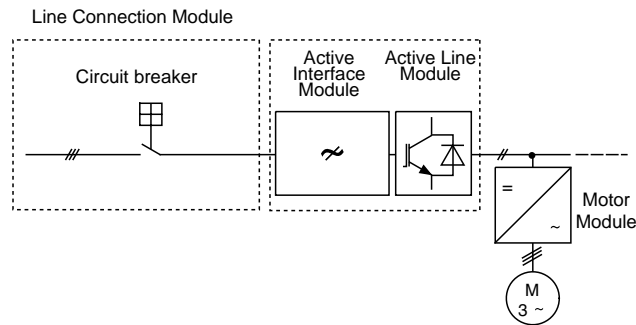 Line Connection Module
Circuit breaker
Active
Interface
Module
Active Line
Module
=
~
Motor
Module
M
3 ~